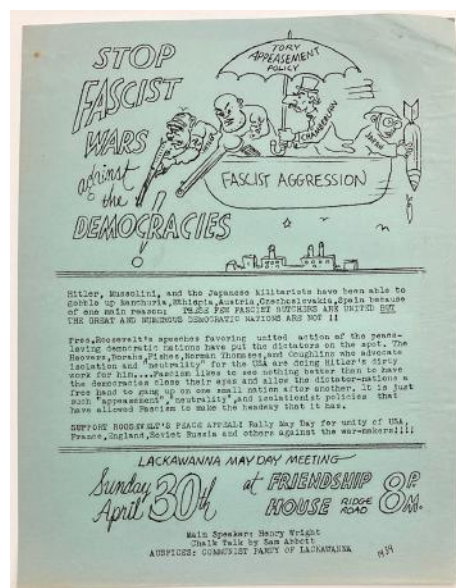 STOP
FASCIST
WARS
against
the
DEMOCRACIES
TORY
APPEASEMENT
POLICY
CHAMBERLAIN
JAPAN
FASCIST AGGRESSION
Hitler, Mussolini, and the Japanese Militarists have been able to
gobble up Manchuria,Ethiopia,Austria,Czechoslovakia,Spain because
of one main reason: THESE FEW FASCIST BUTCHERS ARE UNITED BUT
THE GREAT AND NUMEROUS DEMOCRATIC NATIONS ARE NOT !!
Pres.Roosevelt's speeches favoring united action of the peace-
loving democratic nations have put the dictators on the spot. The
Hoovers,Borahs,Fishes,Norman Thomases,and Coughlins who advocate
isolation and "neutrality" for the USA are doing Hitler's dirty
work for him...Fascism likes to see nothing better than to have
the democracies close their eyes and allow the dictator-nations a
free hand to gang up on one small nation after another. It is just
such "appeasement","neutrality",and isolationist policies that
have allowed Fascism to make the headway that it has.
SUPPORT ROOSEVELT'S PEACE APPEAL! Rally May Day for unity of USA,
France,England,Soviet Russia and others against the war-makers!!!!
LACKAWANNA MAY DAY MEETING
Sunday
April 30th at FRIENDSHIP
HOUSE RIDGE
ROAD 8 P.
M.
Main Speaker: Henry Wright
Chalk Talk by Sam Abbott
AUSPICES: COMMUNIST PARTY OF LACKAWANNA
1939